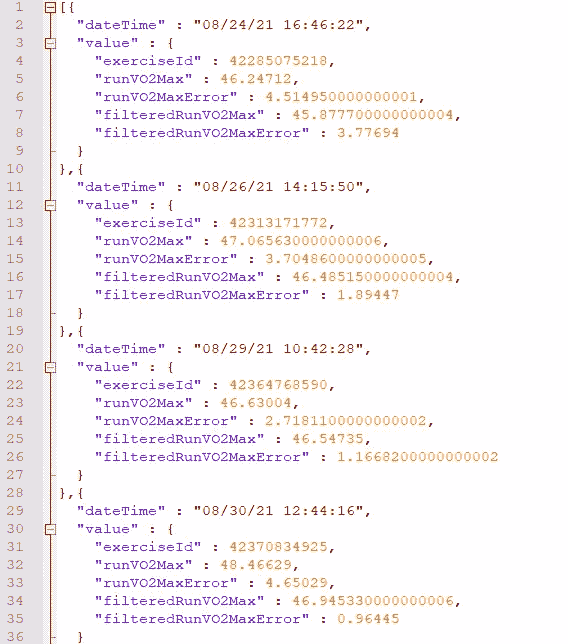 1 [{
2 "dateTime" : "08/24/21 16:46:22",
3 "value" : {
4 "exerciseId" : 42285075218,
5 "runVO2Max" : 46.24712,
6 "runVO2MaxError" : 4.514950000000001,
7 "filteredRunVO2Max" : 45.877700000000004,
8 "filteredRunVO2MaxError" : 3.77694
9 }
10 },{
11 "dateTime" : "08/26/21 14:15:50",
12 "value" : {
13 "exerciseId" : 42313171772,
14 "runVO2Max" : 47.065630000000006,
15 "runVO2MaxError" : 3.7048600000000005,
16 "filteredRunVO2Max" : 46.485150000000004,
17 "filteredRunVO2MaxError" : 1.89447
18 }
19 },{
20 "dateTime" : "08/29/21 10:42:28",
21 "value" : {
22 "exerciseId" : 42364768590,
23 "runVO2Max" : 46.63004,
24 "runVO2MaxError" : 2.7181100000000002,
25 "filteredRunVO2Max" : 46.54735,
26 "filteredRunVO2MaxError" : 1.1668200000000002
27 }
28 },{
29 "dateTime" : "08/30/21 12:44:16",
30 "value" : {
31 "exerciseId" : 42370834925,
32 "runVO2Max" : 48.46629,
33 "runVO2MaxError" : 4.65029,
34 "filteredRunVO2Max" : 46.945330000000006,
35 "filteredRunVO2MaxError" : 0.96445
36 }